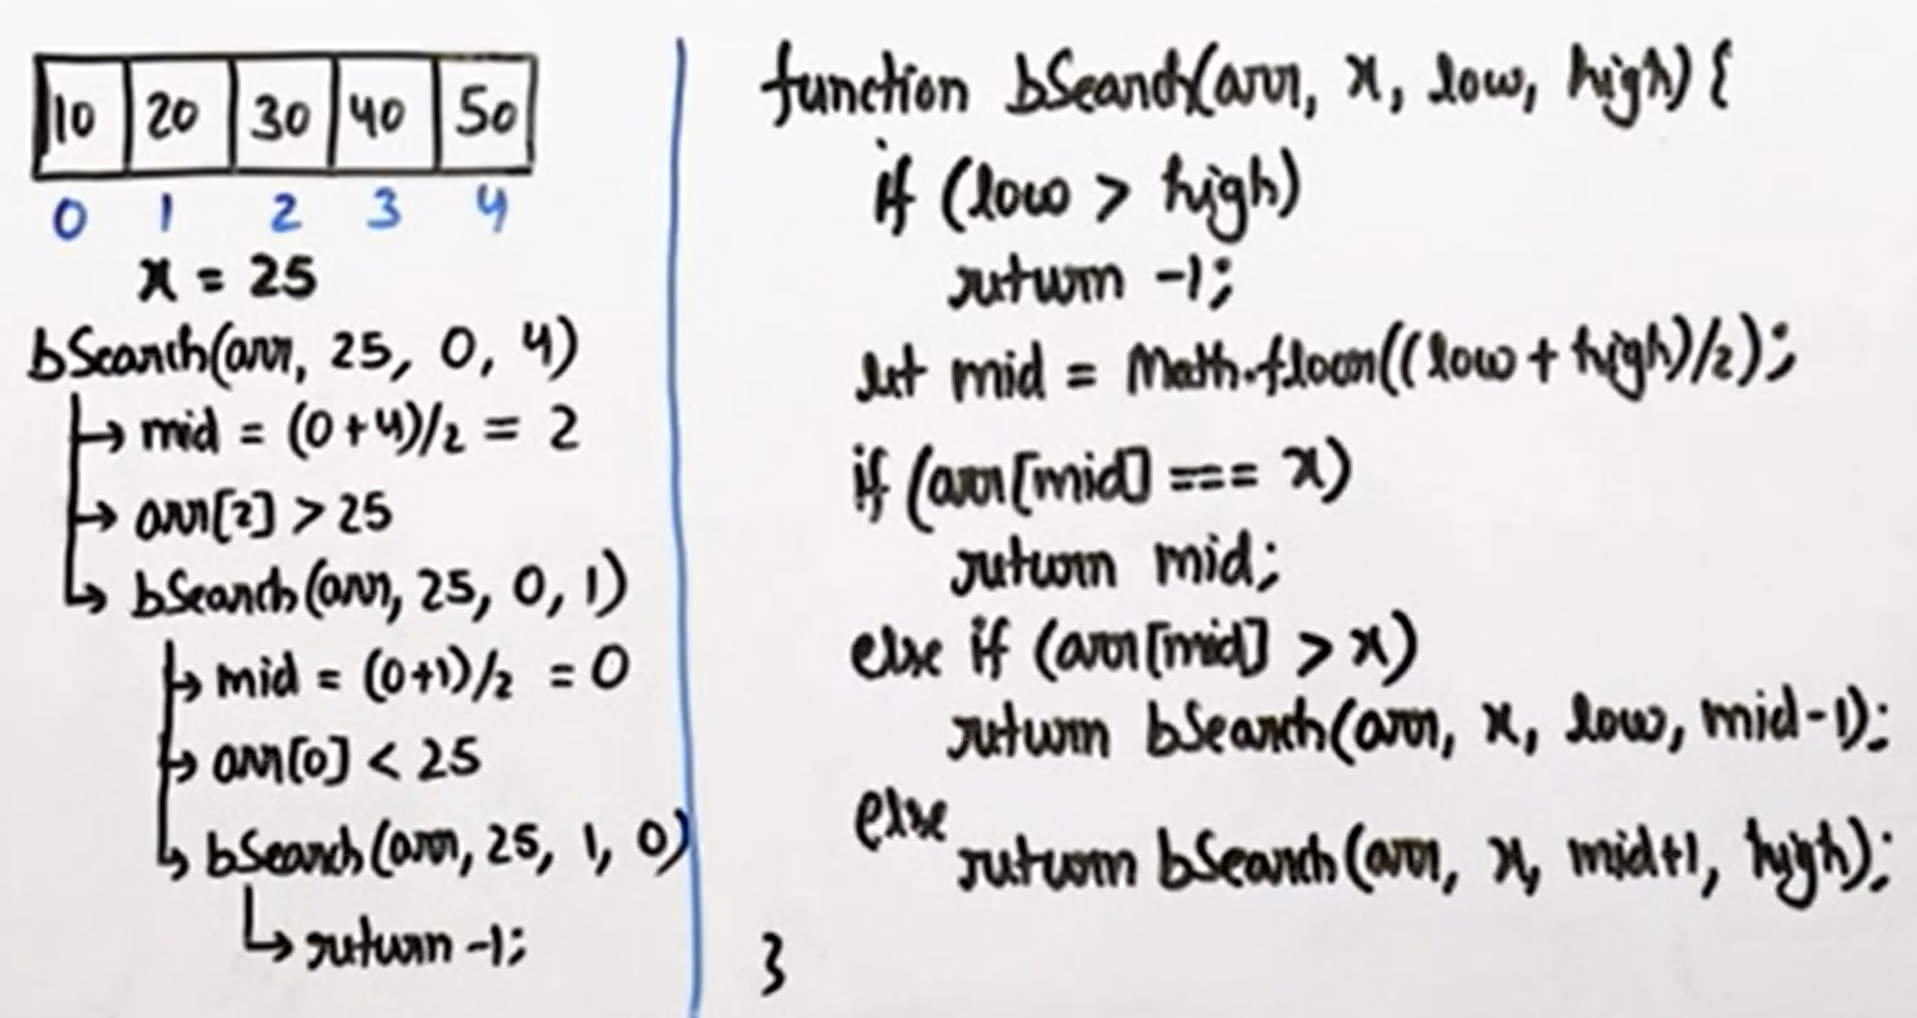 10 20 30 40 50
0 1 2 3 4
x = 25
bSearch(arr, 25, 0, 4)
mid = (0+4)/2 = 2
arr[2] > 25
bSearch(arr, 25, 0, 1)
mid = (0+1)/2 = 0
arr[0] < 25
bSearch(arr, 25, 1, 0)
return -1;
function bSearch(arr, x, low, high) {
if (low > high)
return -1;
let mid = Math.floor((low + high)/2);
if (arr[mid] === x)
return mid;
else if (arr[mid] > x)
return bSearch(arr, x, low, mid-1);
else
return bSearch(arr, x, mid+1, high);
}